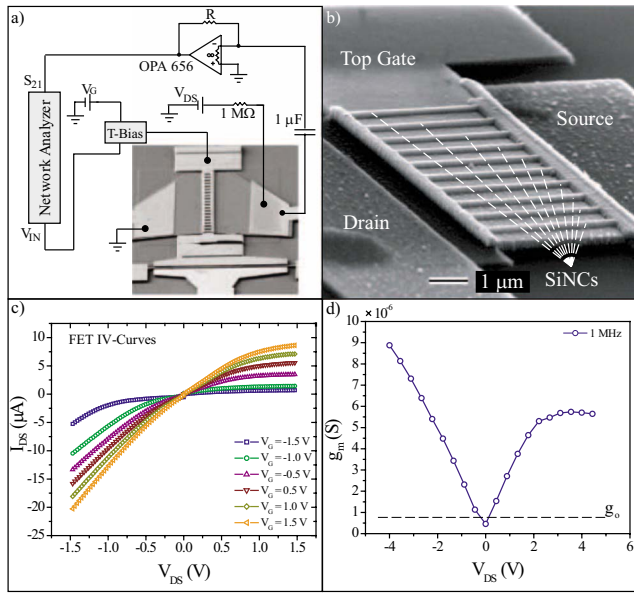 a)
R
OPA 656
∞
-
+
S21
VG
VDS
1 MΩ
1 μF
T-Bias
Network Analyzer
VIN
b)
Top Gate
Source
Drain
1 μm
SiNCs
c)
FET IV-Curves
IDS(μA)
10
5
0
-5
-10
-15
-20
-25
VG= -1.5 V
VG= -1.0 V
VG= -0.5 V
VG= 0.5 V
VG= 1.0 V
VG= 1.5 V
-1.5 -1.0 -0.5 0.0 0.5 1.0 1.5
VDS(V)
d)
× 10⁻⁶
1 MHz
gm(S)
9
8
7
6
5
4
3
2
1
0
go
-4 -2 0 2 4 6
VDS(V)